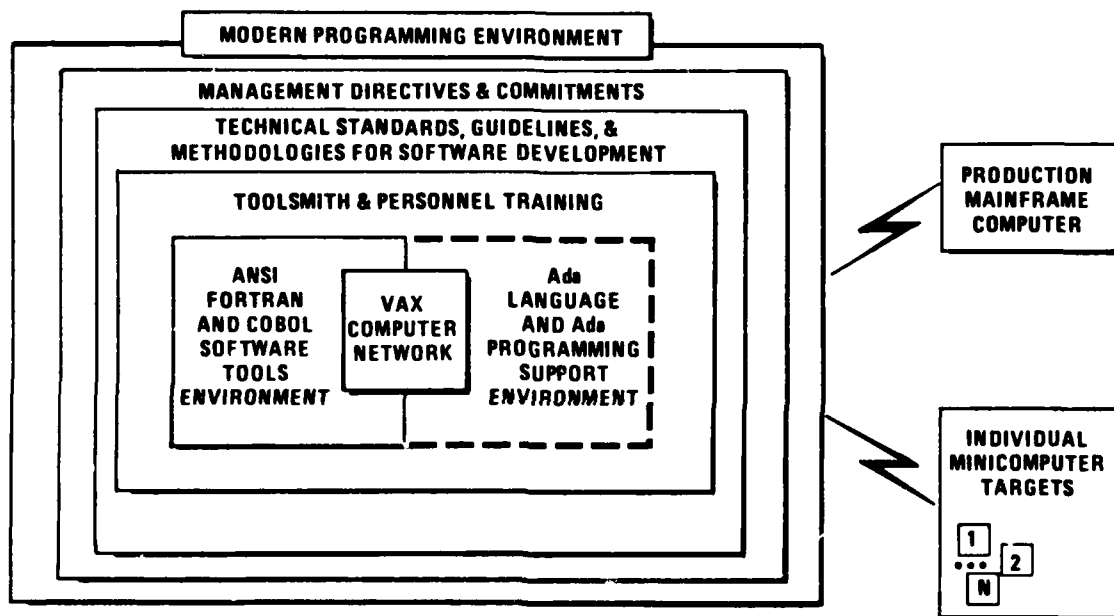 MODERN PROGRAMMING ENVIRONMENT
MANAGEMENT DIRECTIVES & COMMITMENTS
TECHNICAL STANDARDS, GUIDELINES, &
METHODOLOGIES FOR SOFTWARE DEVELOPMENT
TOOLSMITH & PERSONNEL TRAINING
ANSI
FORTRAN
AND COBOL
SOFTWARE
TOOLS
ENVIRONMENT
VAX
COMPUTER
NETWORK
Ada
LANGUAGE
AND Ada
PROGRAMMING
SUPPORT
ENVIRONMENT
PRODUCTION
MAINFRAME
COMPUTER
INDIVIDUAL
MINICOMPUTER
TARGETS
1
2
•••
N